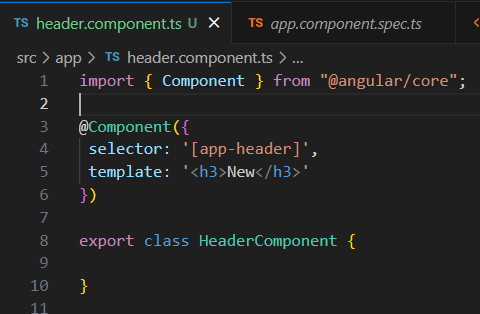 TS header.component.ts U ×
TS app.component.spec.ts
src > app > TS header.component.ts > ...
1 import { Component } from "@angular/core";
2
3 @Component({
4 selector: '[app-header]',
5 template: '<h3>New</h3>'
6 })
7
8 export class HeaderComponent {
9
10 }
11